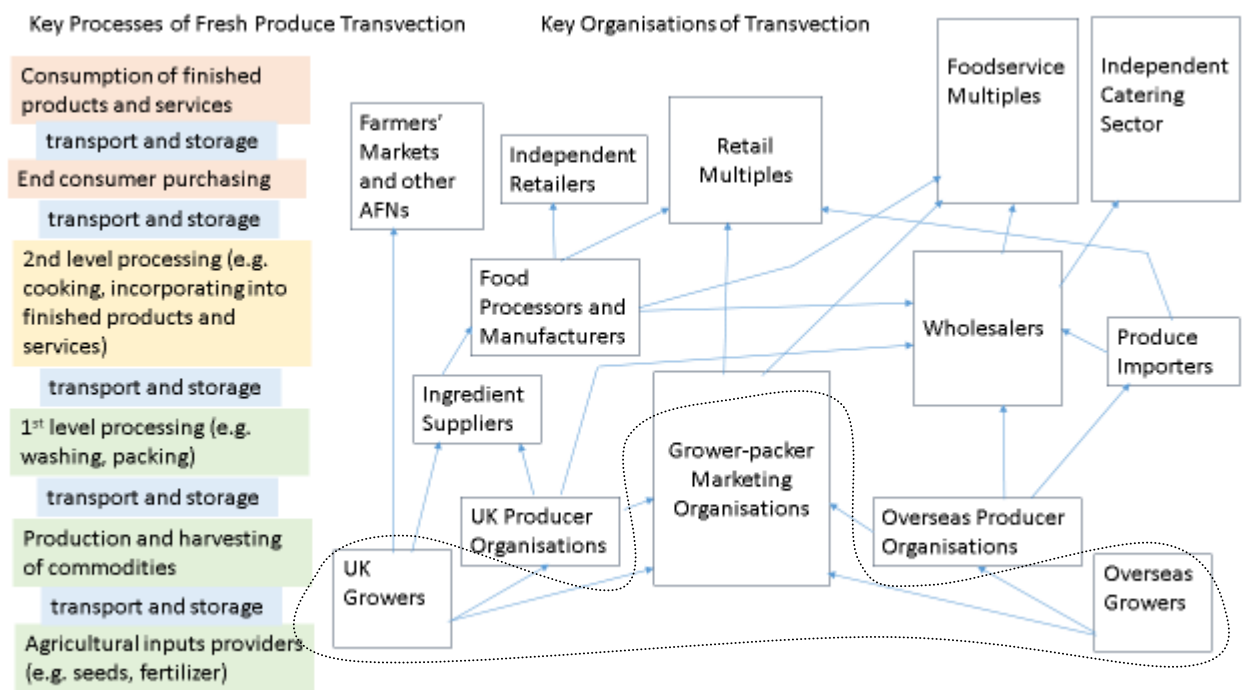 Key Processes of Fresh Produce Transvection
Key Organisations of Transvection
Consumption of finished
products and services
transport and storage
End consumer purchasing
transport and storage
2nd level processing (e.g.
cooking, incorporating into
finished products and
services)
transport and storage
1st level processing (e.g.
washing, packing)
transport and storage
Production and harvesting
of commodities
transport and storage
Agricultural inputs providers
(e.g. seeds, fertilizer)
Farmers'
Markets
and other
AFNs
Independent
Retailers
Retail
Multiples
Foodservice
Multiples
Independent
Catering
Sector
Food
Processors and
Manufacturers
Wholesalers
Produce
Importers
Ingredient
Suppliers
Grower-packer
Marketing
Organisations
UK Producer
Organisations
Overseas Producer
Organisations
UK
Growers
Overseas
Growers